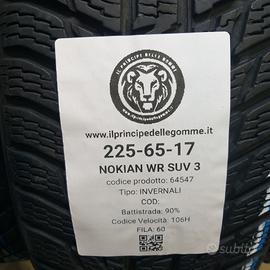 IL PRINCIPE DELLE GOMME
www.ilprincipedellegomme.it
225-65-17
NOKIAN WR SUV 3
codice prodotto: 64547
Tipo: INVERNALI
COD:
Battistrada: 90%
Codice Velocità: 106H
FILA: 60
subito